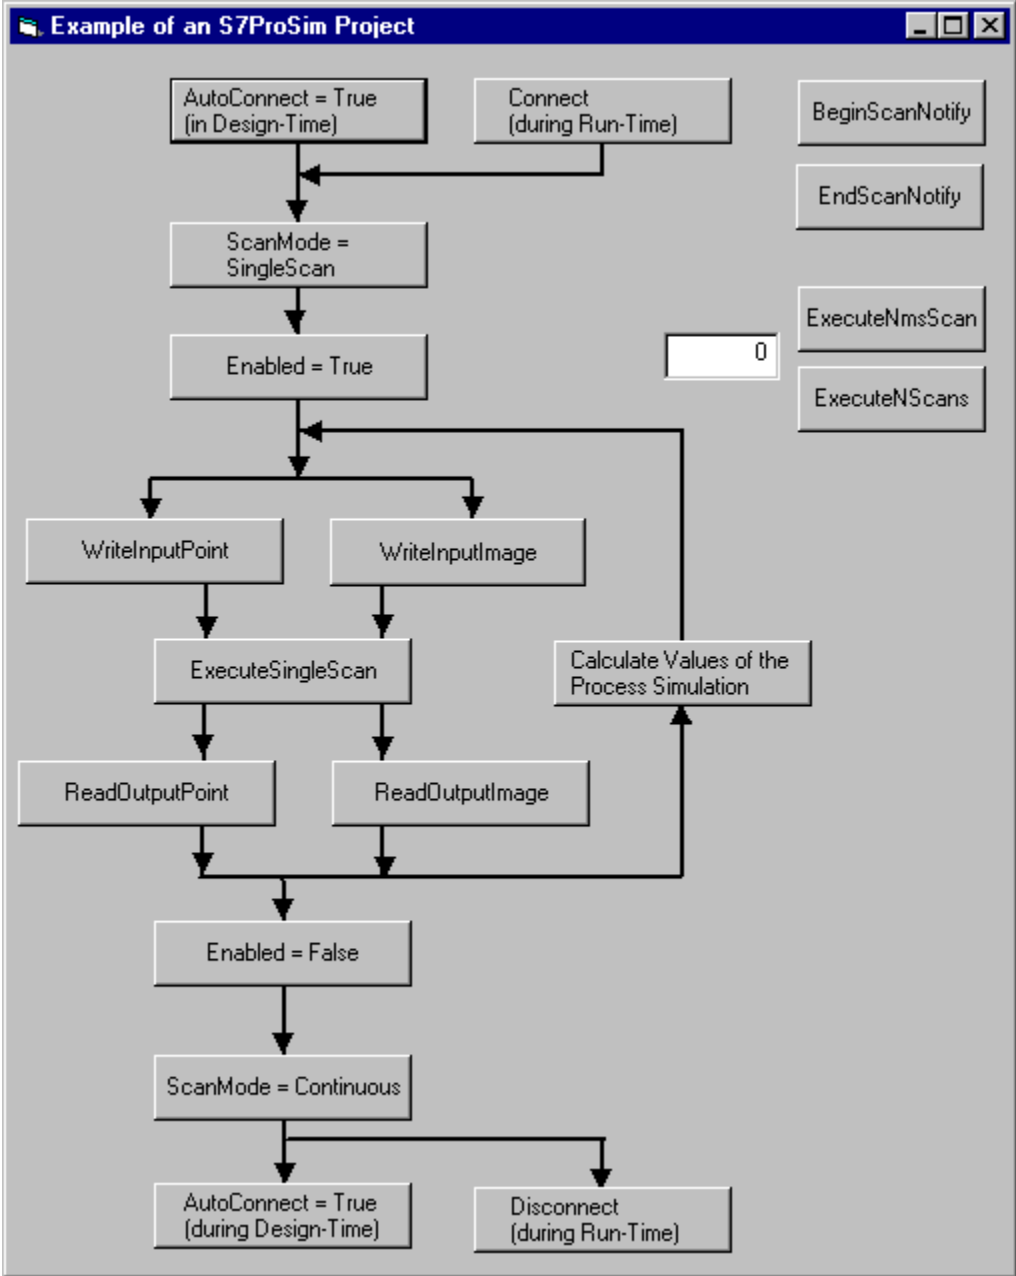 Example of an S7ProSim Project
AutoConnect = True
(in Design-Time)
Connect
(during Run-Time)
BeginScanNotify
EndScanNotify
ScanMode =
SingleScan
ExecuteNmsScan
0
Enabled = True
ExecuteNScans
WriteInputPoint
WriteInputImage
ExecuteSingleScan
Calculate Values of the
Process Simulation
ReadOutputPoint
ReadOutputImage
Enabled = False
ScanMode = Continuous
AutoConnect = True
(during Design-Time)
Disconnect
(during Run-Time)